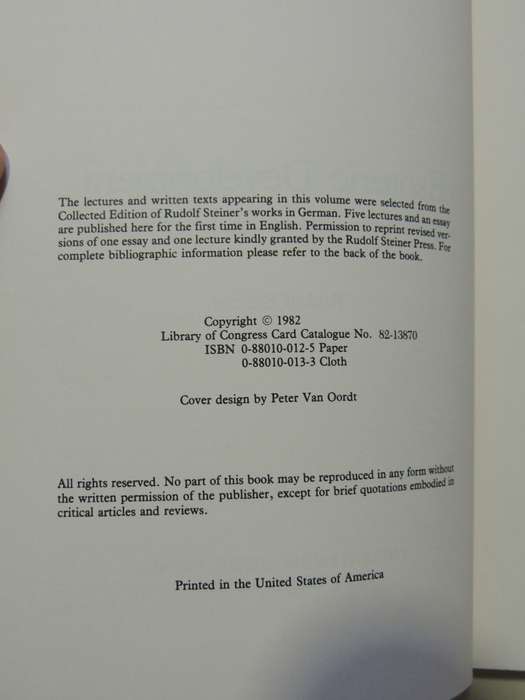 The lectures and written texts appearing in this volume were selected from the
Collected Edition of Rudolf Steiner's works in German. Five lectures and an essay
are published here for the first time in English. Permission to reprint revised ver-
sions of one essay and one lecture kindly granted by the Rudolf Steiner Press. For
complete bibliographic information please refer to the back of the book.
Copyright © 1982
Library of Congress Card Catalogue No. 82-13870
ISBN 0-88010-012-5 Paper
0-88010-013-3 Cloth
Cover design by Peter Van Oordt
All rights reserved. No part of this book may be reproduced in any form without
the written permission of the publisher, except for brief quotations embodied in
critical articles and reviews.
Printed in the United States of America